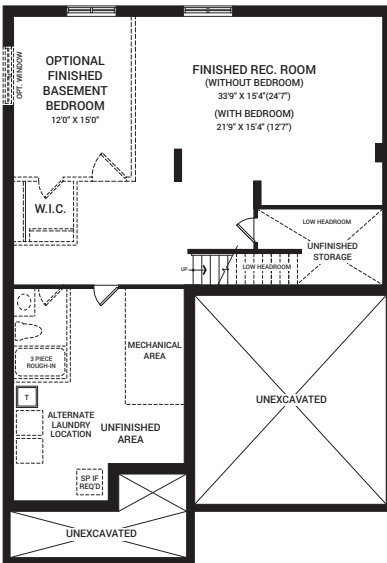 OPT. WINDOW
OPTIONAL
FINISHED
BASEMENT
BEDROOM
12'0" X 15'0"
FINISHED REC. ROOM
(WITHOUT BEDROOM)
33'9" X 15'4"(24'7")
(WITH BEDROOM)
21'9" X 15'4" (12'7")
W.I.C.
LOW HEADROOM
UNFINISHED
STORAGE
UP
LOW HEADROOM
3 PIECE
ROUGH-IN
MECHANICAL
AREA
T
ALTERNATE
LAUNDRY
LOCATION
UNFINISHED
AREA
UNEXCAVATED
SP IF
REQ'D
UNEXCAVATED